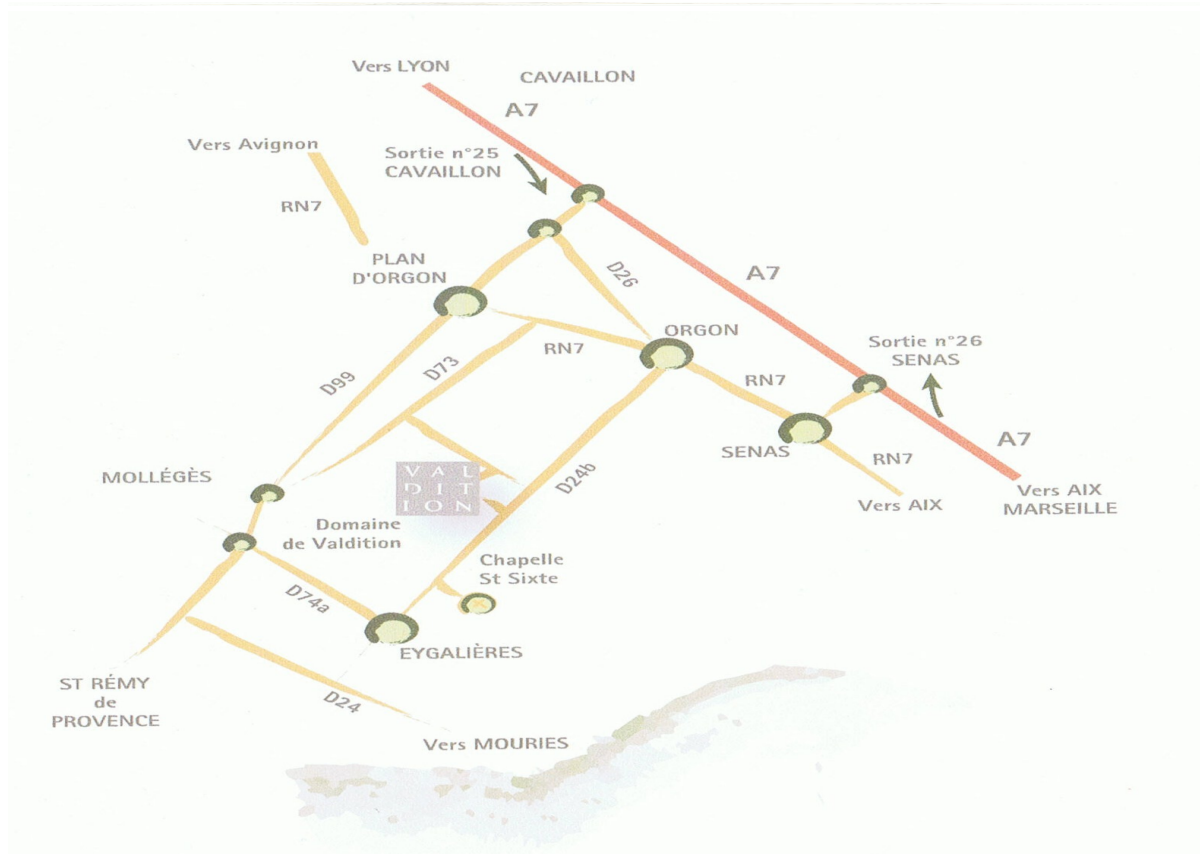 Vers LYON
CAVAILLON
A7
Vers Avignon
Sortie n°25
CAVAILLON
RN7
PLAN
D'ORGON
D26
A7
ORGON
Sortie n°26
SENAS
RN7
D73
D99
RN7
A7
SENAS
RN7
MOLLÉGÈS
VAL
DIT
ION
D24b
Vers AIX
Vers AIX
MARSEILLE
Domaine
de Valdition
Chapelle
St Sixte
D74a
EYGALIÈRES
ST RÉMY
de
PROVENCE
D24
Vers MOURIES